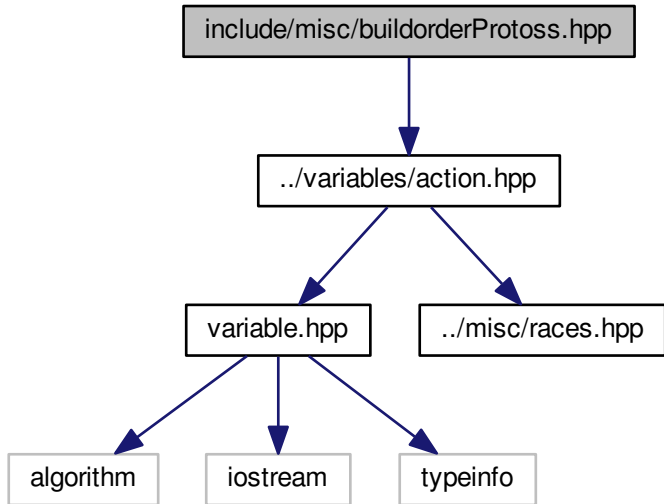 include/misc/buildorderProtoss.hpp
../variables/action.hpp
variable.hpp
../misc/races.hpp
algorithm
iostream
typeinfo